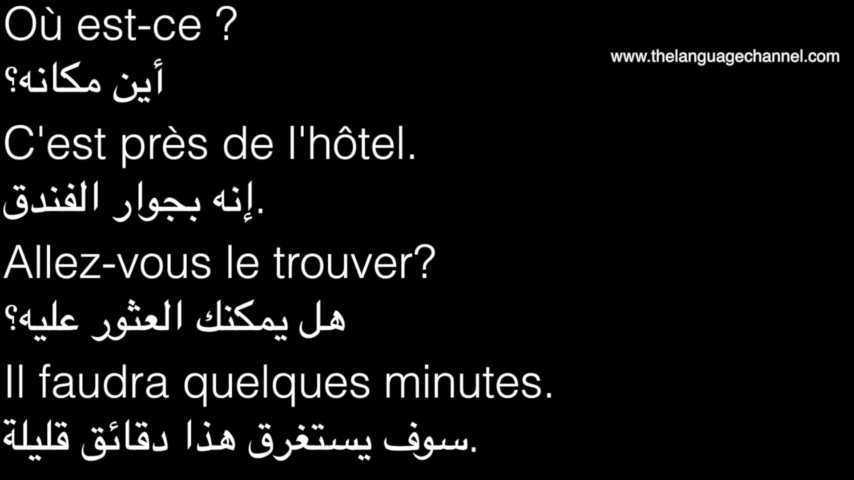 Où est-ce ?
www.thelanguagechannel.com
أين مكانه؟
C'est près de l'hôtel.
إنه بجوار الفندق.
Allez-vous le trouver?
هل يمكنك العثور عليه؟
Il faudra quelques minutes.
سوف يستغرق هذا دقائق قليلة.